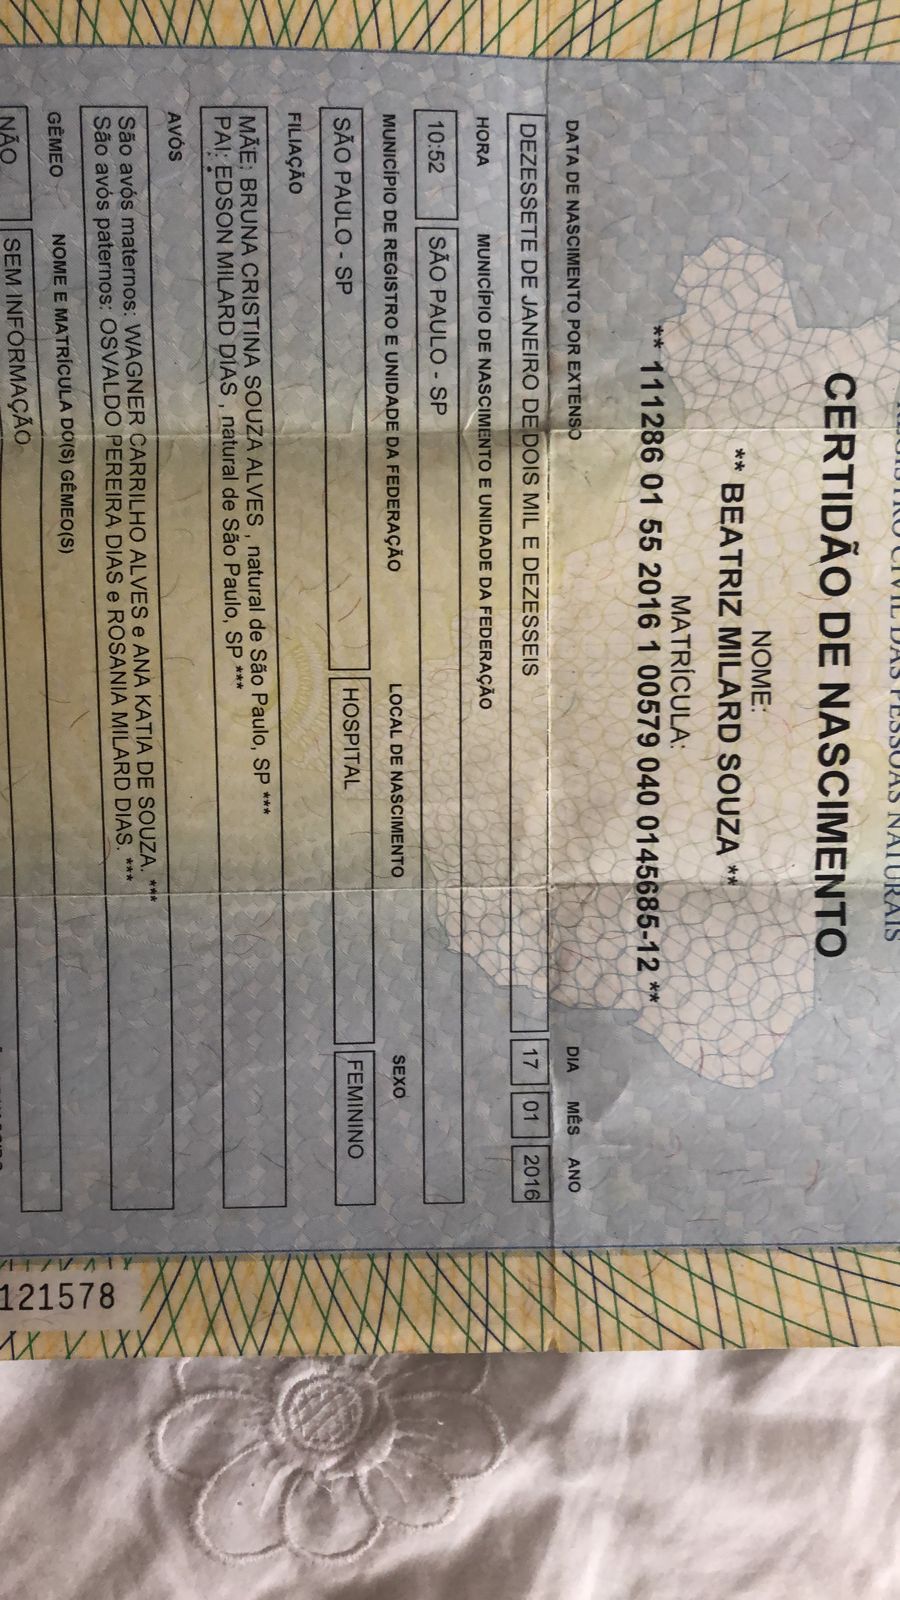 REGISTRO CIVIL DAS PESSOAS NATURAIS
CERTIDÃO DE NASCIMENTO
NOME:
** BEATRIZ MILARD SOUZA **
MATRÍCULA:
** 111286 01 55 2016 1 00579 040 0145685-12 **
DATA DE NASCIMENTO POR EXTENSO DIA MÊS ANO
DEZESSETE DE JANEIRO DE DOIS MIL E DEZESSEIS 17 01 2016
HORA MUNICÍPIO DE NASCIMENTO E UNIDADE DA FEDERAÇÃO
10:52 SÃO PAULO - SP
MUNICÍPIO DE REGISTRO E UNIDADE DA FEDERAÇÃO LOCAL DE NASCIMENTO SEXO
SÃO PAULO - SP HOSPITAL FEMININO
FILIAÇÃO
MÃE: BRUNA CRISTINA SOUZA ALVES , natural de São Paulo, SP ***
PAI: EDSON MILARD DIAS , natural de São Paulo, SP ***
AVÓS
São avós maternos: WAGNER CARRILHO ALVES e ANA KATIA DE SOUZA. ***
São avós paternos: OSVALDO PEREIRA DIAS e ROSANIA MILARD DIAS. ***
GÊMEO NOME E MATRÍCULA DO(S) GÊMEO(S)
NÃO SEM INFORMAÇÃO
121578